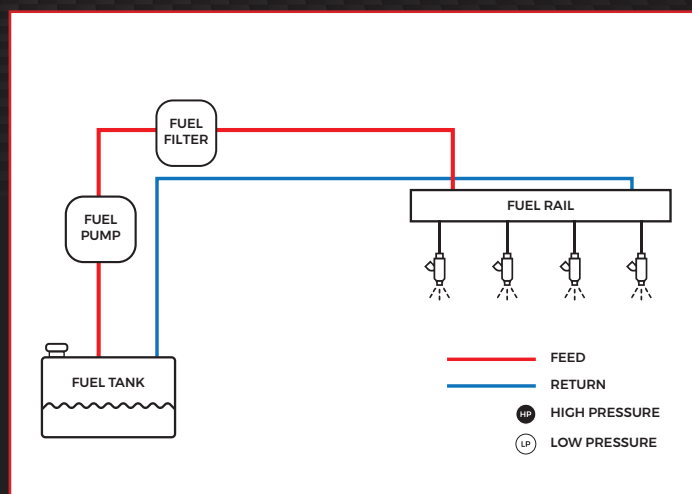 FUEL
FILTER
FUEL
PUMP
FUEL RAIL
FUEL TANK
FEED
RETURN
HP HIGH PRESSURE
LP LOW PRESSURE